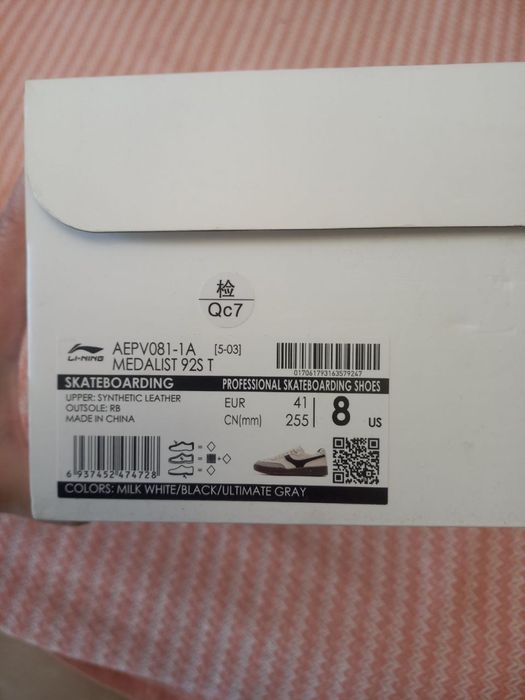 检
Qc7
LI-NING
AEPV081-1A [5-03]
MEDALIST 92S T
017061793163579247
SKATEBOARDING PROFESSIONAL SKATEBOARDING SHOES
UPPER: SYNTHETIC LEATHER
OUTSOLE: RB
MADE IN CHINA
EUR 41
CN(mm) 255
8 US
6 937452 474728
COLORS: MILK WHITE/BLACK/ULTIMATE GRAY